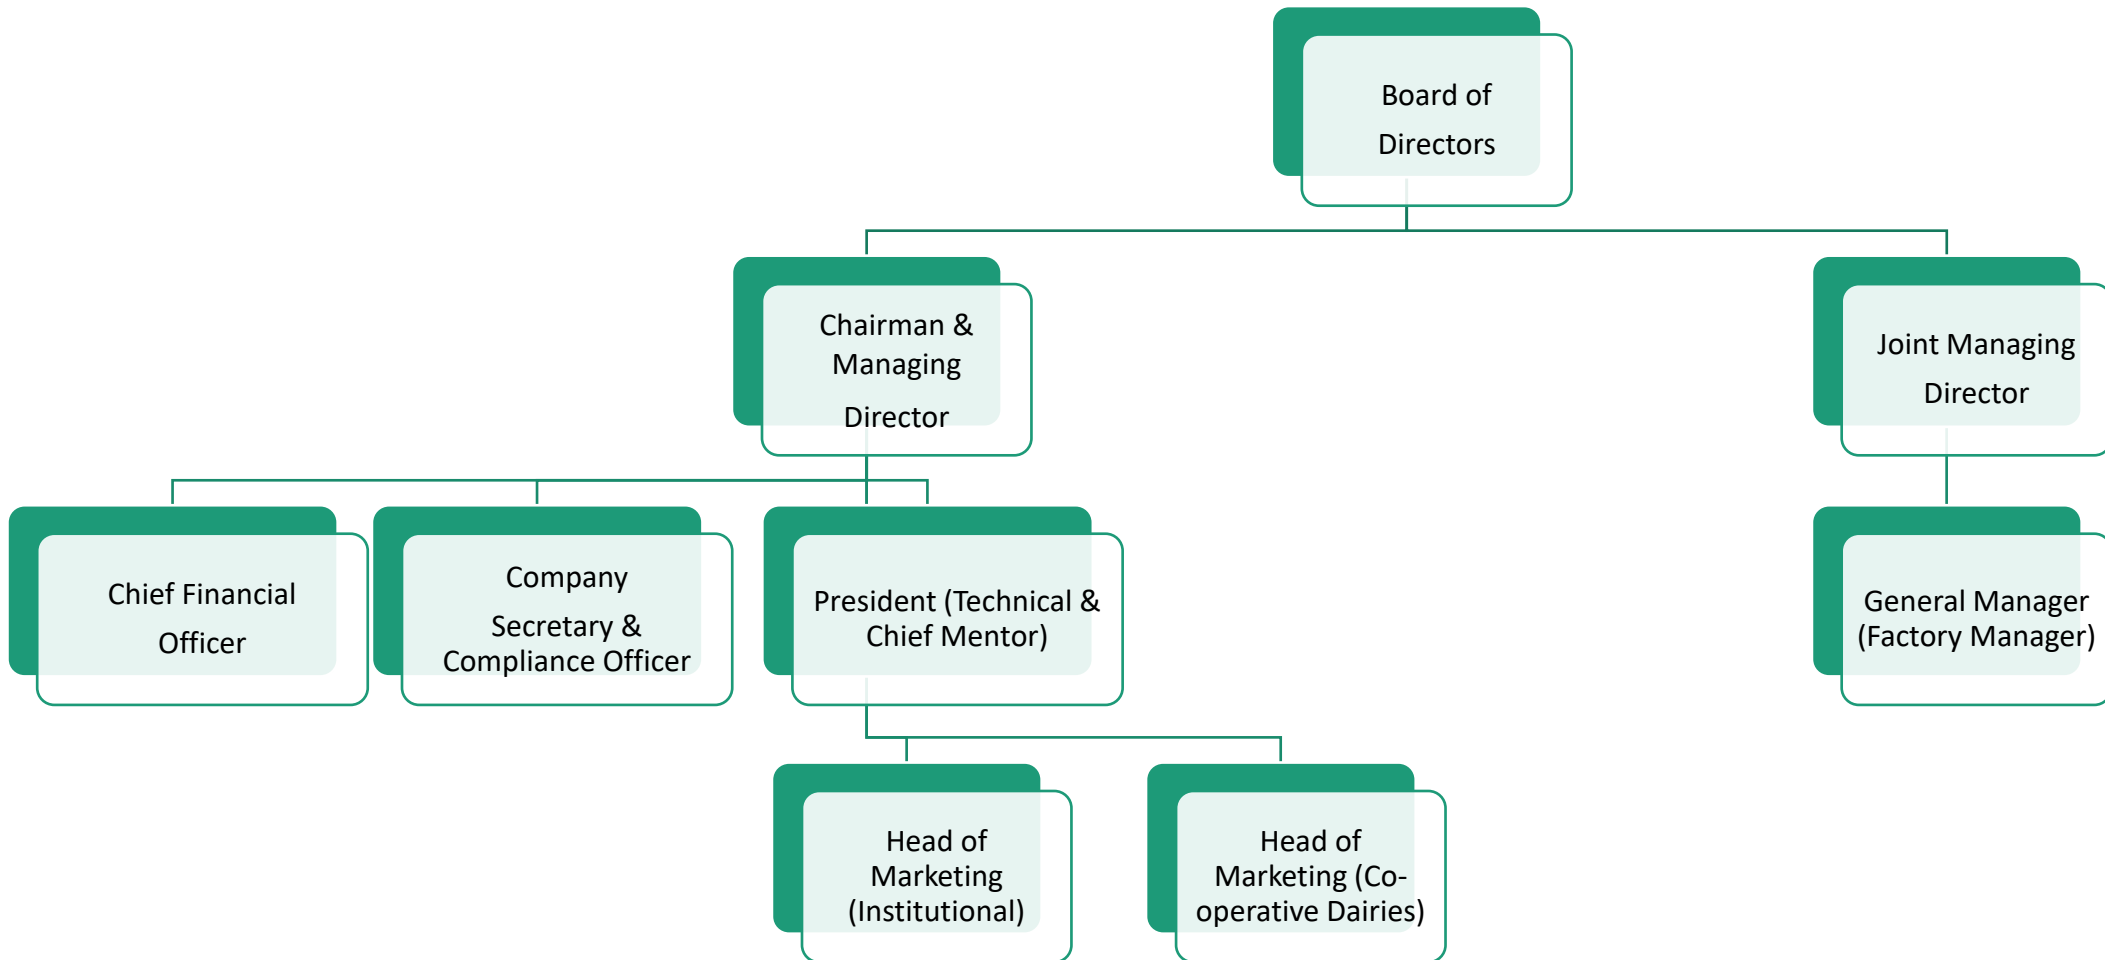 Board of
Directors
Chairman &
Managing
Director
Joint Managing
Director
Chief Financial
Officer
Company
Secretary &
Compliance Officer
President (Technical &
Chief Mentor)
General Manager
(Factory Manager)
Head of
Marketing
(Institutional)
Head of
Marketing (Co-
operative Dairies)